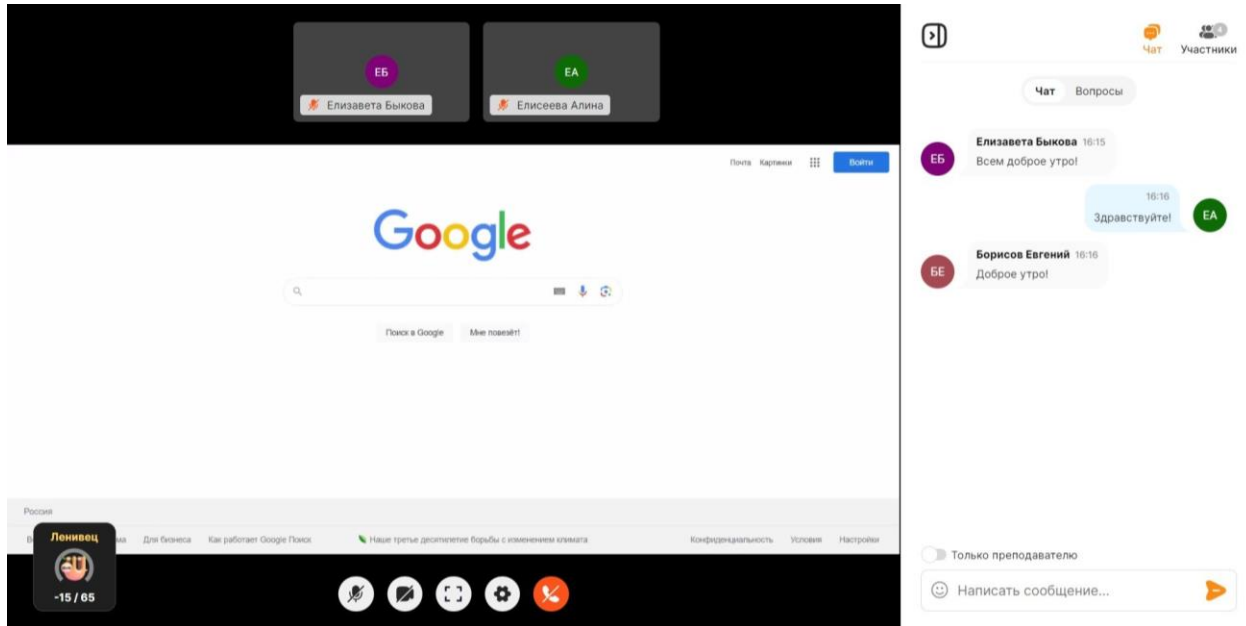 ЕБ
Елизавета Быкова
ЕА
Елисеева Алина
Почта Картинки Войти
Google
Поиск в Google Мне повезёт!
Россия
Для бизнеса Как работает Google Поиск Наше третье десятилетие борьбы с изменением климата Конфиденциальность Условия Настройки
Ленивец
-15 / 65
Чат
4
Участники
Чат Вопросы
Елизавета Быкова 16:15
ЕБ
Всем доброе утро!
16:16
Здравствуйте!
ЕА
Борисов Евгений 16:16
БЕ
Доброе утро!
Только преподавателю
Написать сообщение...